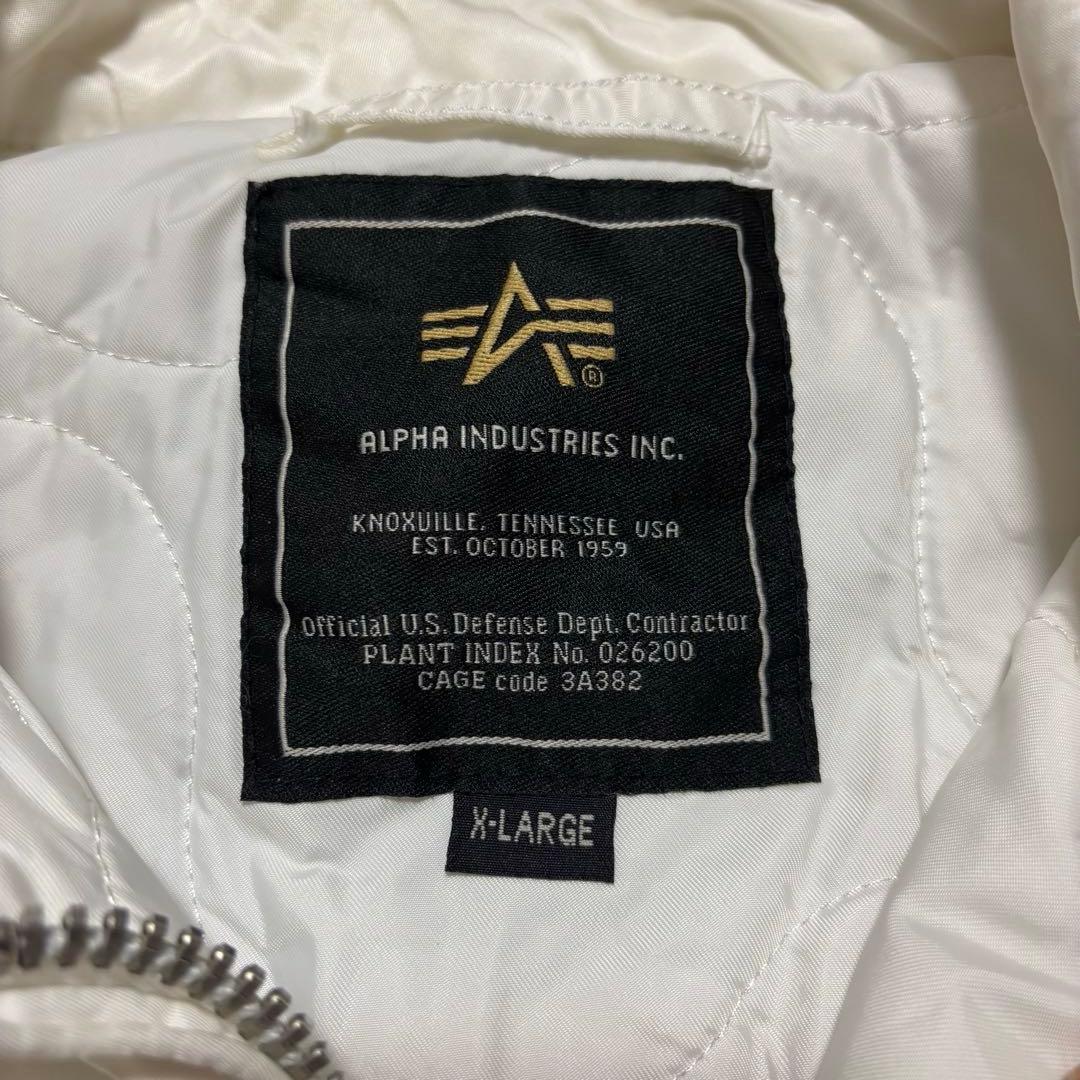 ®
ALPHA INDUSTRIES INC.
KNOXVILLE, TENNESSEE USA
EST. OCTOBER 1959
Official U.S. Defense Dept. Contractor
PLANT INDEX No. 026200
CAGE code 3A382
X-LARGE